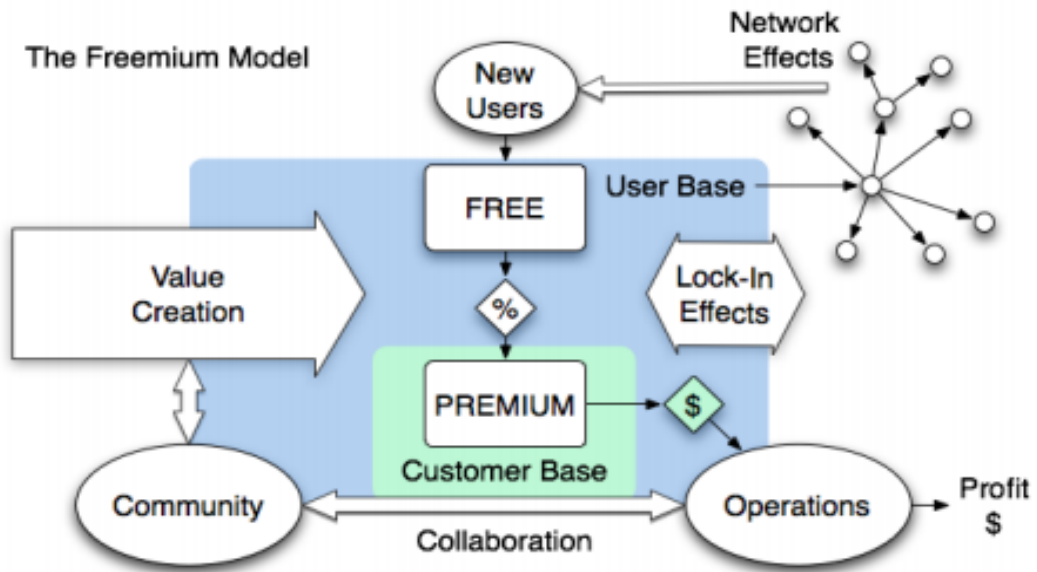 The Freemium Model
New
Users
Network
Effects
FREE
User Base
Value
Creation
%
Lock-In
Effects
PREMIUM
$
Customer Base
Community
Collaboration
Operations
Profit
$